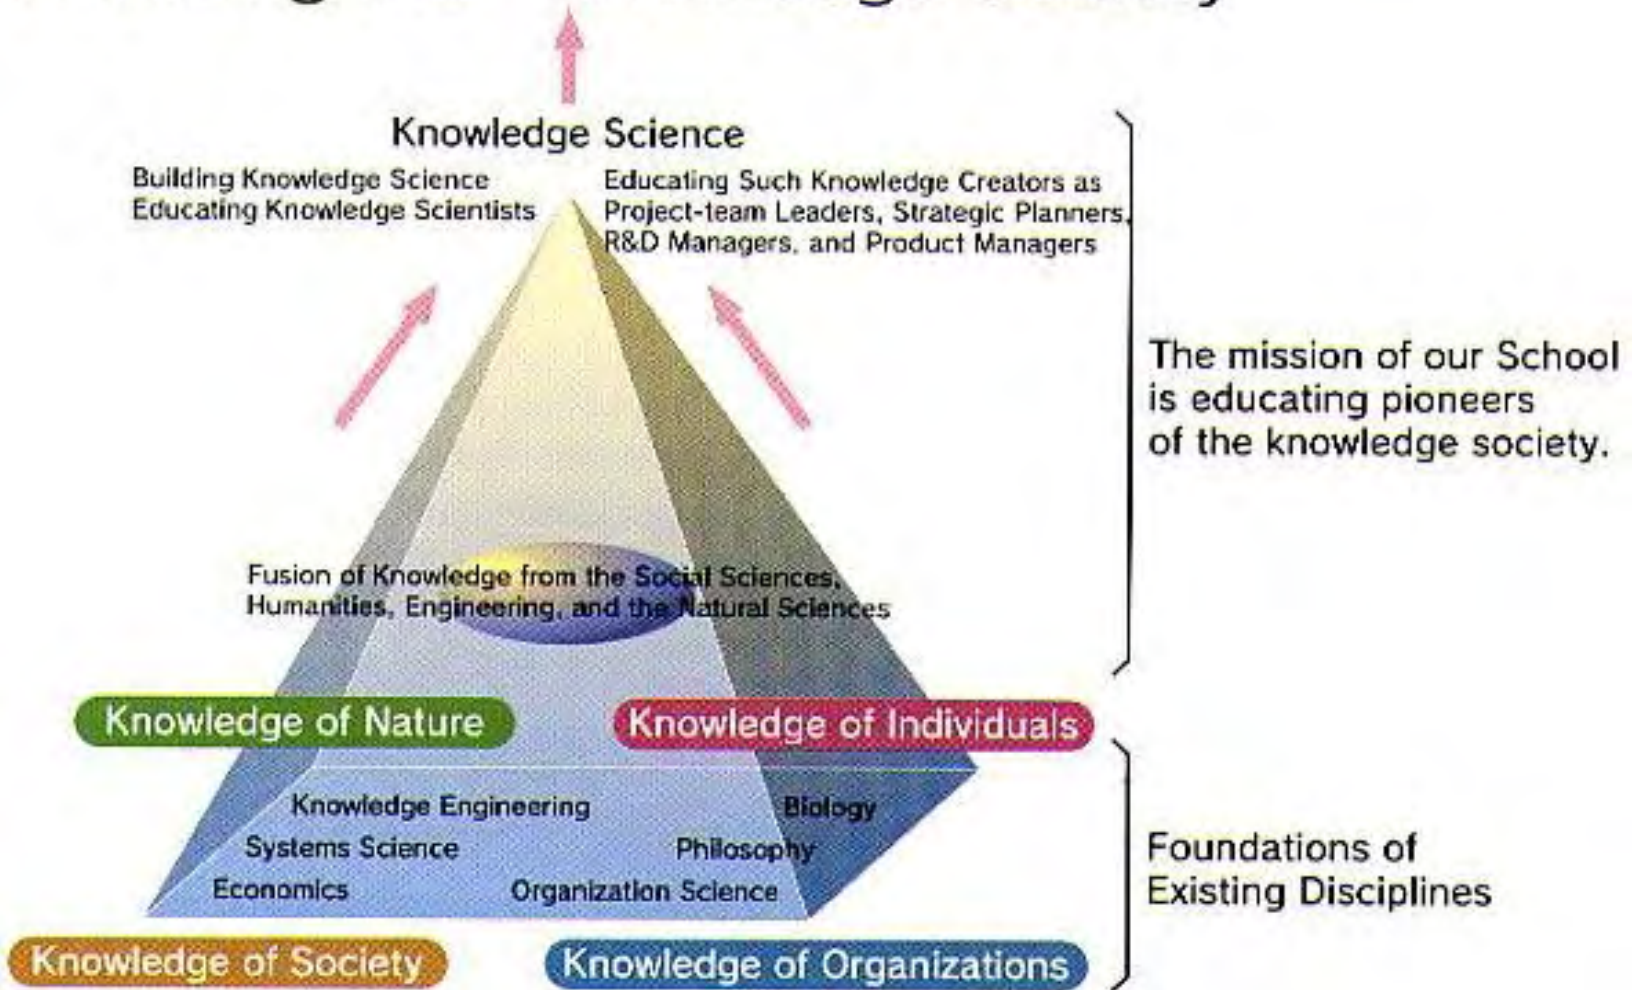 Knowledge Science
Building Knowledge Science
Educating Knowledge Scientists
Educating Such Knowledge Creators as
Project-team Leaders, Strategic Planners,
R&D Managers, and Product Managers
The mission of our School
is educating pioneers
of the knowledge society.
Fusion of Knowledge from the Social Sciences,
Humanities, Engineering, and the Natural Sciences
Knowledge of Nature
Knowledge of Individuals
Knowledge Engineering
Biology
Systems Science
Philosophy
Economics
Organization Science
Foundations of
Existing Disciplines
Knowledge of Society
Knowledge of Organizations